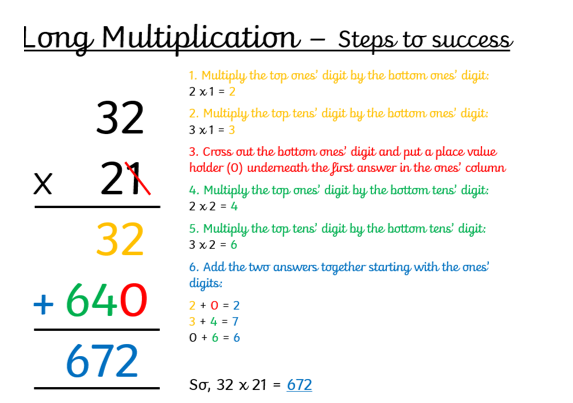 Long Multiplication – Steps to success
32
x 21
32
+ 640
672
1. Multiply the top ones' digit by the bottom ones' digit:
2 x 1 = 2
2. Multiply the top tens' digit by the bottom ones' digit:
3 x 1 = 3
3. Cross out the bottom ones' digit and put a place value
holder (0) underneath the first answer in the ones' column
4. Multiply the top ones' digit by the bottom tens' digit:
2 x 2 = 4
5. Multiply the top tens' digit by the bottom tens' digit:
3 x 2 = 6
6. Add the two answers together starting with the ones'
digits:
2 + 0 = 2
3 + 4 = 7
0 + 6 = 6
So, 32 x 21 = 672